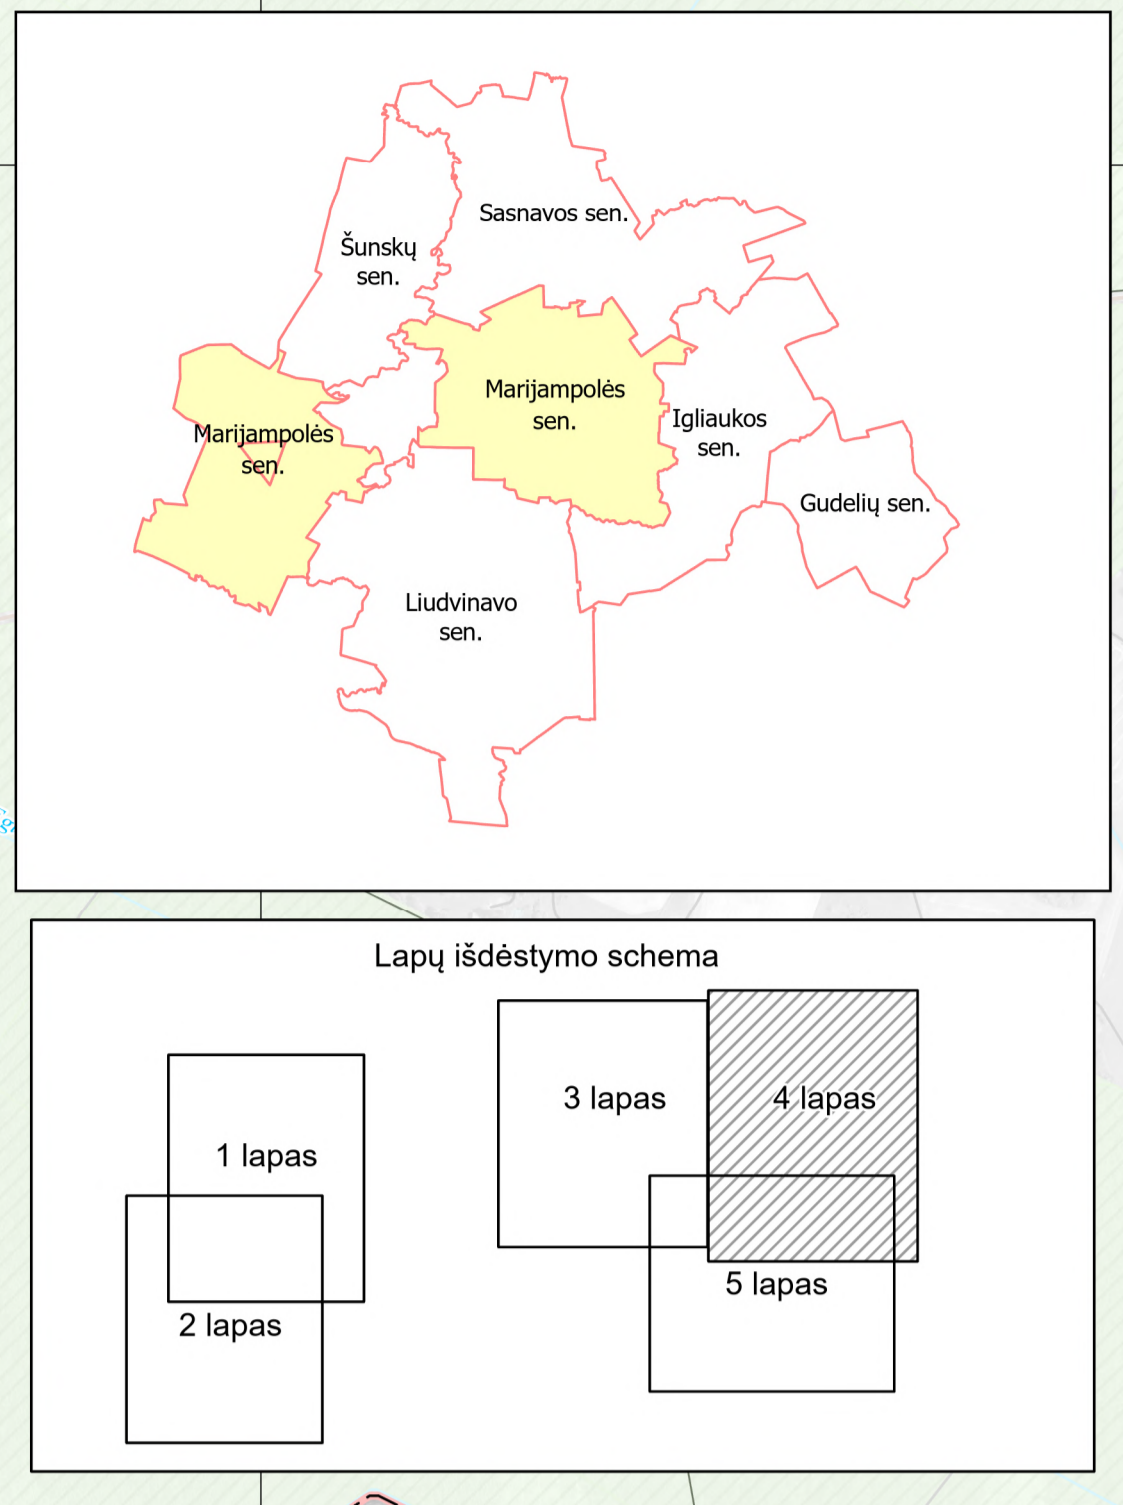 Sasnavos sen.
Šunskų
sen.
Marijampolės
sen.
Igliaukos
sen.
Marijampolės
sen.
Gudelių sen.
Liudvinavo
sen.
Lapų išdėstymo schema
3 lapas
4 lapas
1 lapas
5 lapas
2 lapas